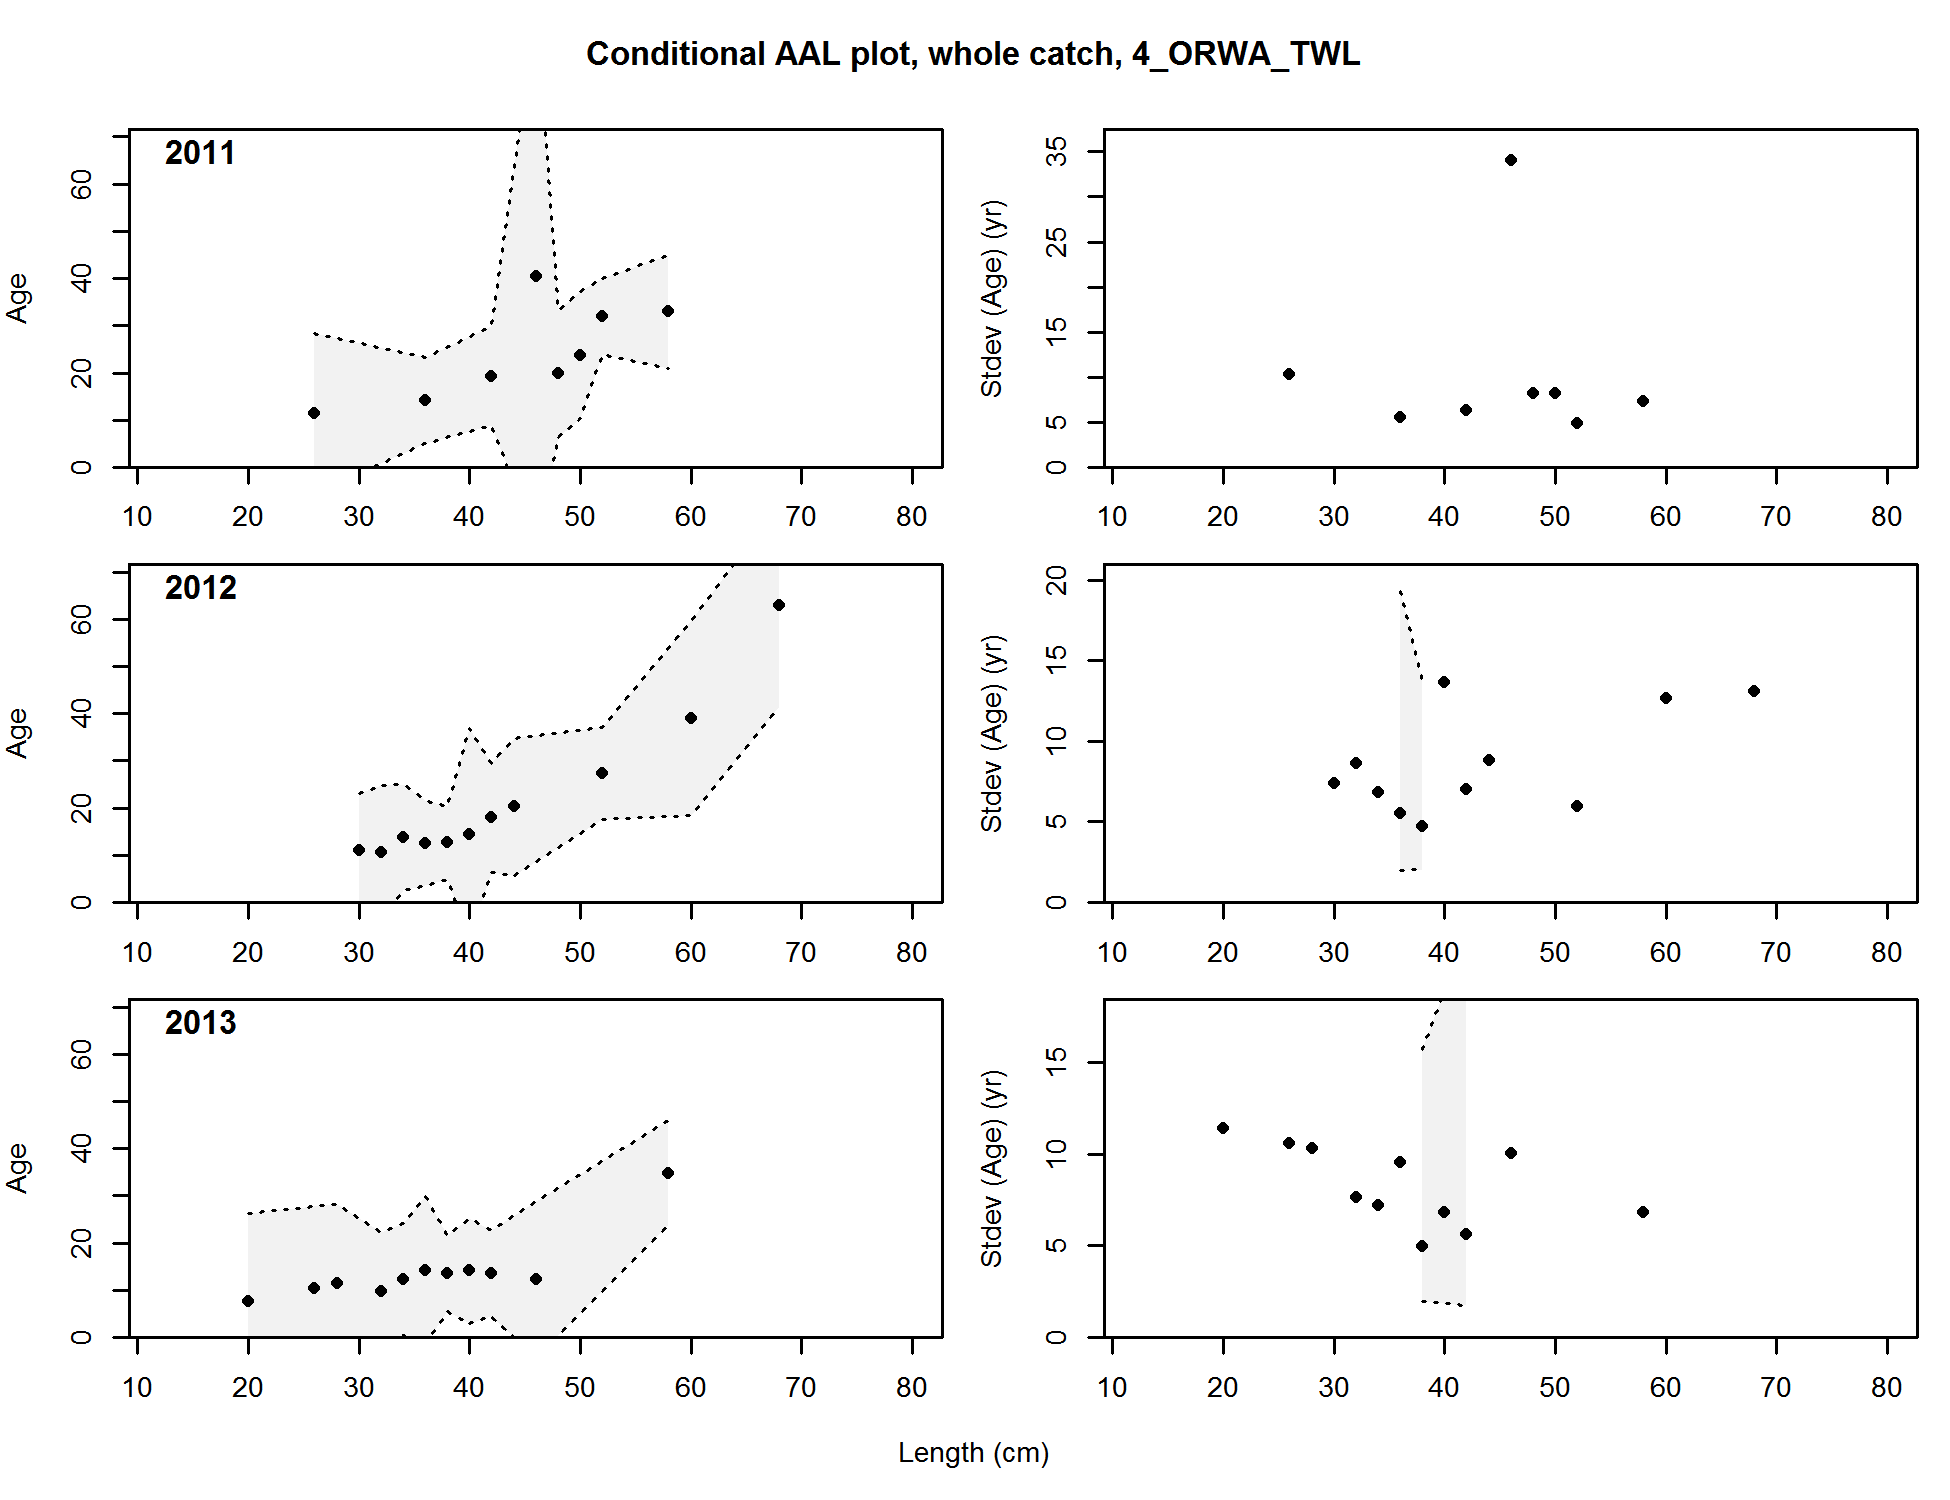 Conditional AAL plot, whole catch, 4_ORWA_TWL
2011
Age
0 20 40 60
10 20 30 40 50 60 70 80
Stdev (Age) (yr)
0 5 15 25 35
10 20 30 40 50 60 70 80
2012
Age
0 20 40 60
10 20 30 40 50 60 70 80
Stdev (Age) (yr)
0 5 10 15 20
10 20 30 40 50 60 70 80
2013
Age
0 20 40 60
10 20 30 40 50 60 70 80
Stdev (Age) (yr)
0 5 10 15
10 20 30 40 50 60 70 80
Length (cm)